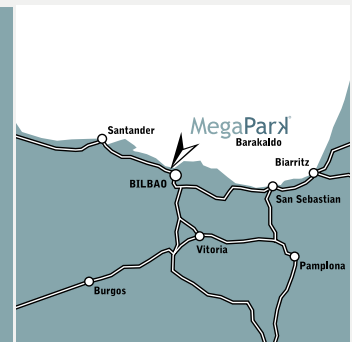 MegaPark
Barakaldo
Santander
Biarritz
BILBAO
San Sebastian
Vitoria
Pamplona
Burgos